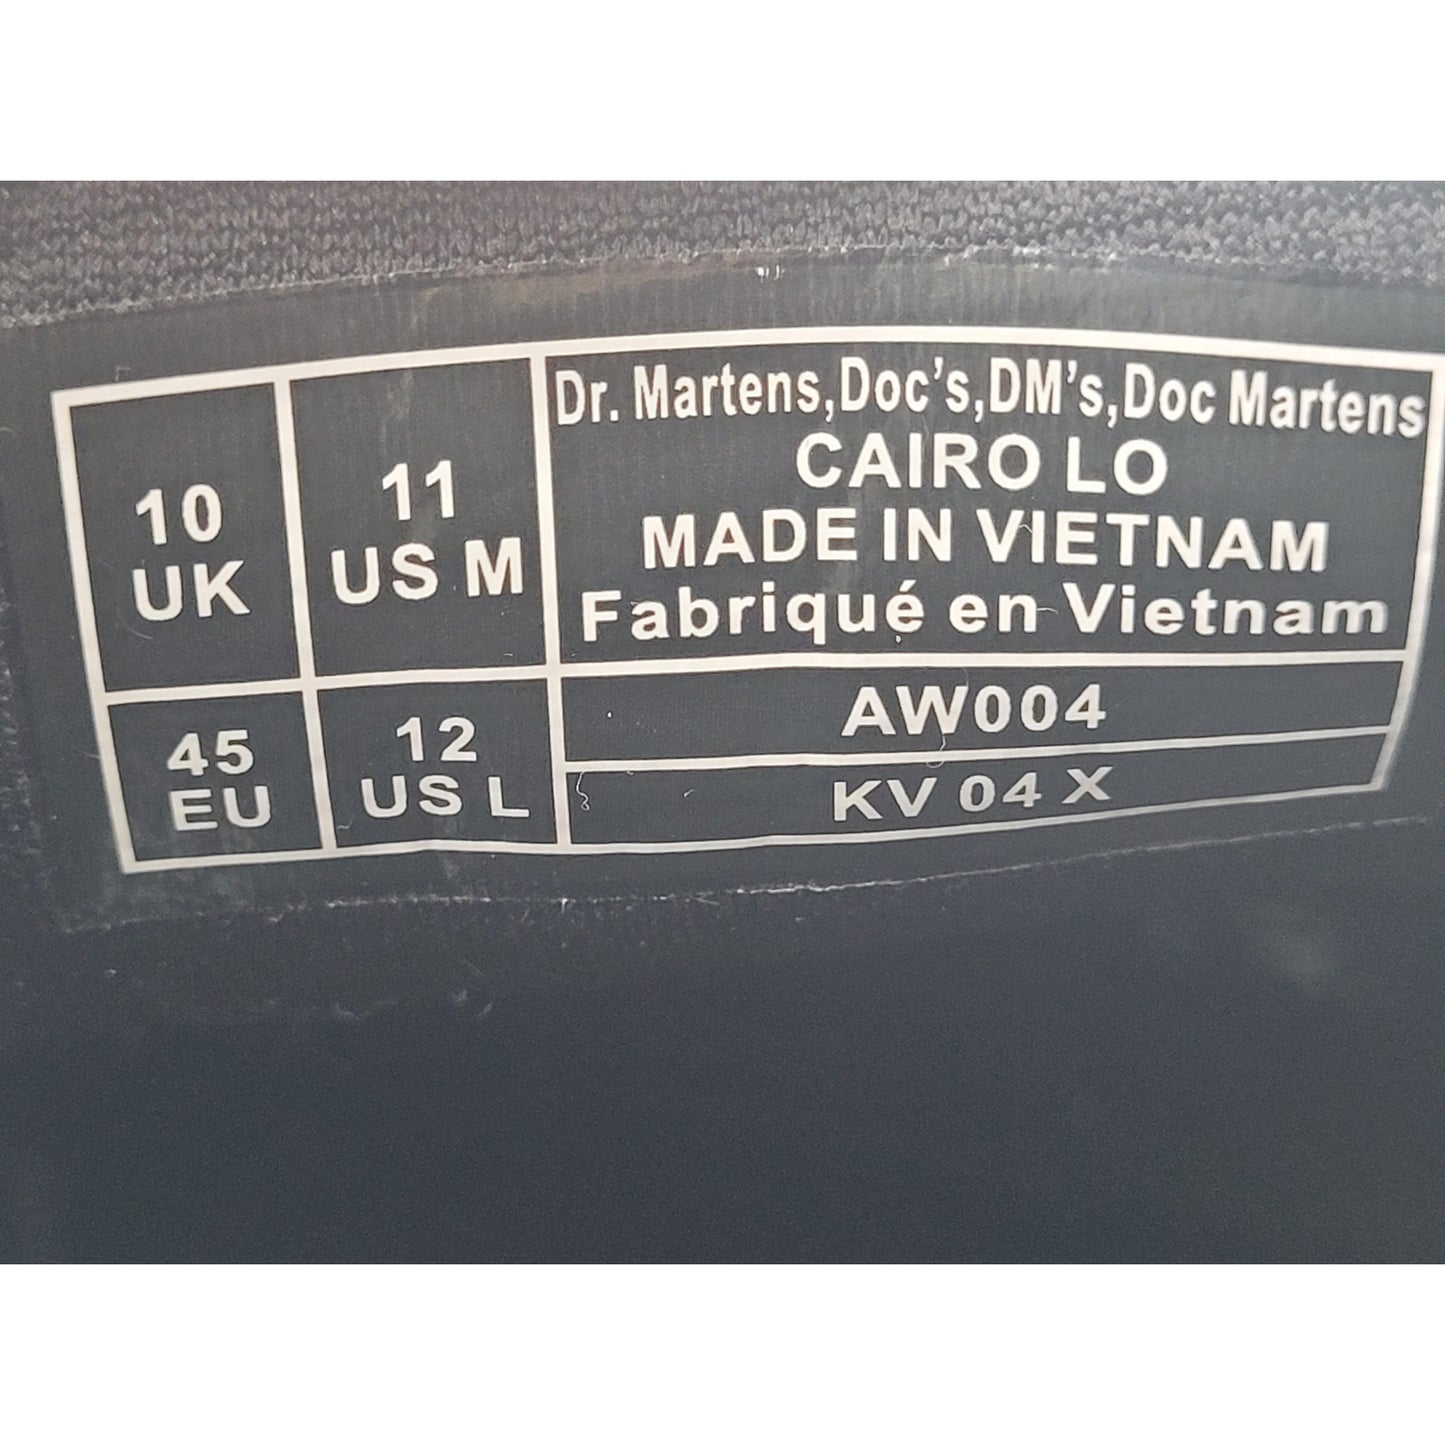 10
UK
11
US M
45
EU
12
US L
Dr. Martens,Doc's,DM's,Doc Martens
CAIRO LO
MADE IN VIETNAM
Fabriqué en Vietnam
AW004
KV 04 X